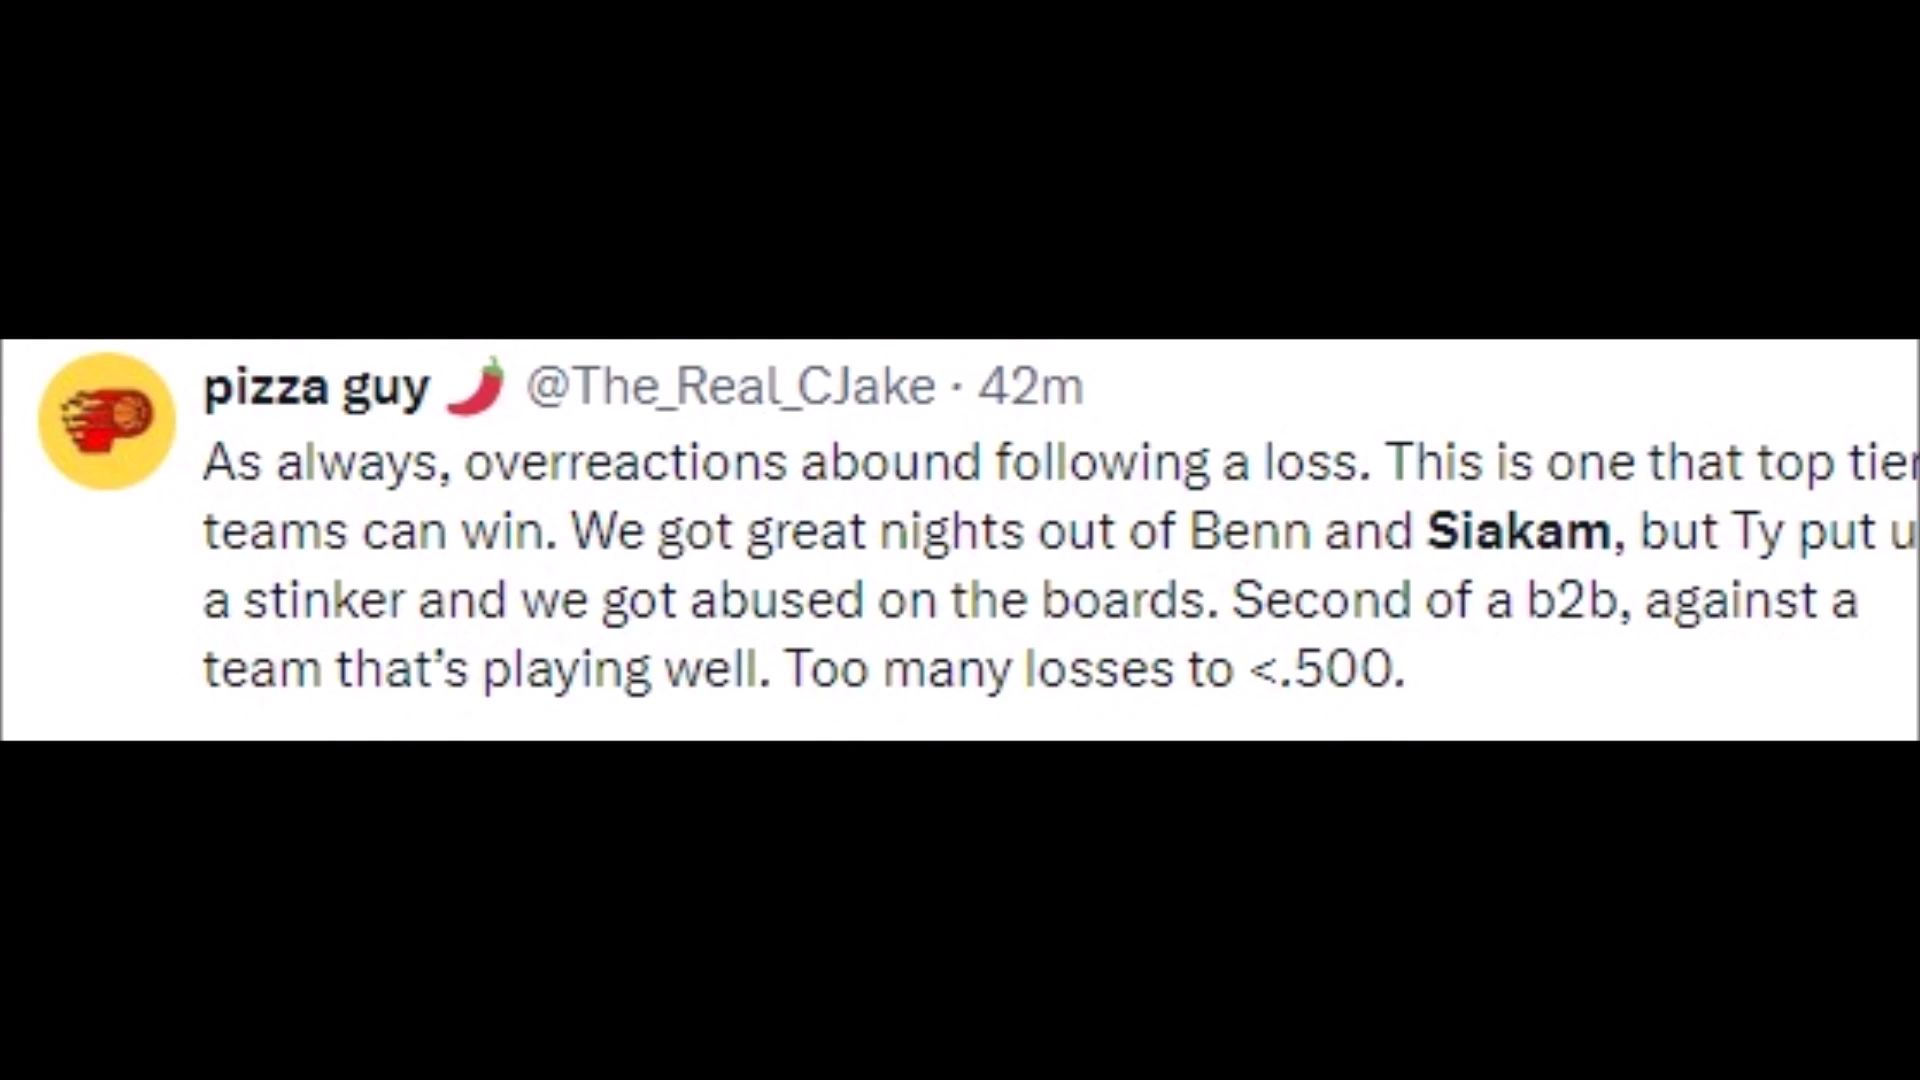 pizza guy 🌶️ @The_Real_CJake · 42m
As always, overreactions abound following a loss. This is one that top tier
teams can win. We got great nights out of Benn and Siakam, but Ty put u
a stinker and we got abused on the boards. Second of a b2b, against a
team that’s playing well. Too many losses to <.500.